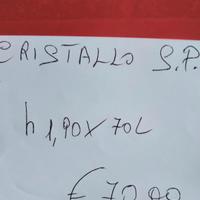 CRISTALLO S.P.
h 1,90 X 70 L
€ 70,00